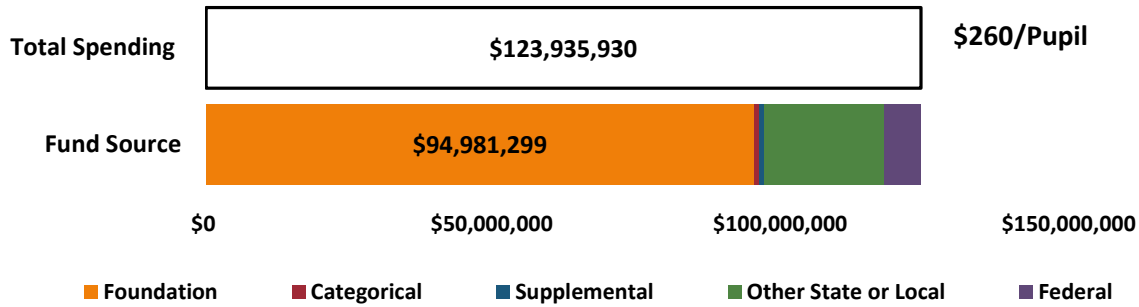 Total Spending
$123,935,930
$260/Pupil
Fund Source
$94,981,299
$0 $50,000,000 $100,000,000 $150,000,000
Foundation Categorical Supplemental Other State or Local Federal